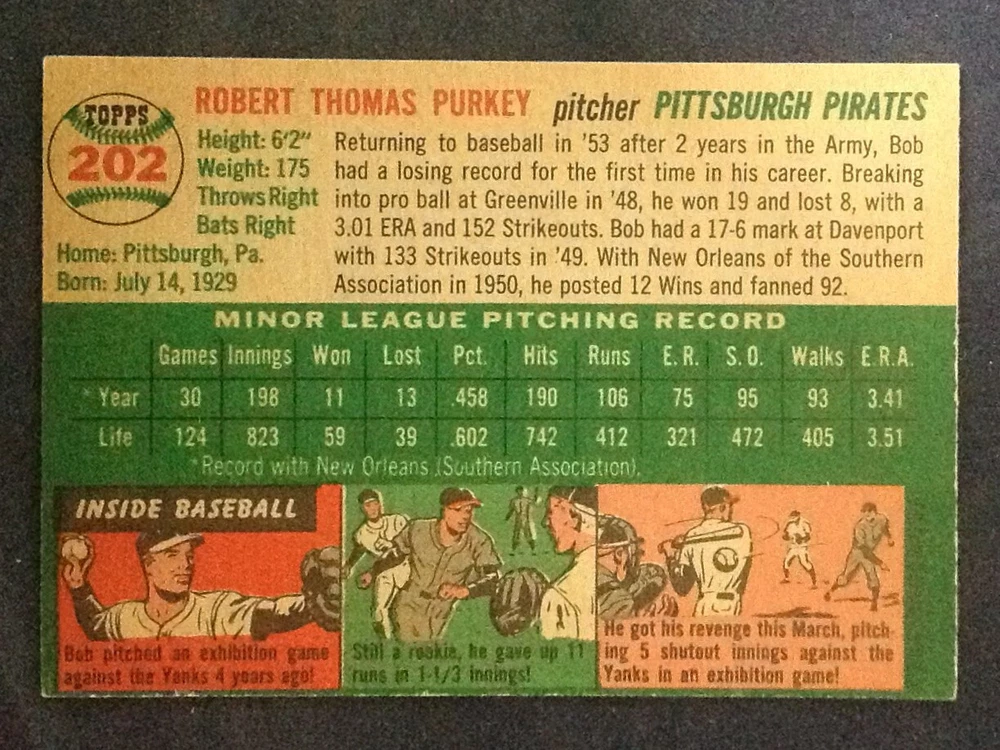 TOPPS
202
ROBERT THOMAS PURKEY pitcher PITTSBURGH PIRATES
Height: 6'2"
Weight: 175
Throws Right
Bats Right
Home: Pittsburgh, Pa.
Born: July 14, 1929
Returning to baseball in '53 after 2 years in the Army, Bob
had a losing record for the first time in his career. Breaking
into pro ball at Greenville in '48, he won 19 and lost 8, with a
3.01 ERA and 152 Strikeouts. Bob had a 17-6 mark at Davenport
with 133 Strikeouts in '49. With New Orleans of the Southern
Association in 1950, he posted 12 Wins and fanned 92.
MINOR LEAGUE PITCHING RECORD
Games Innings Won Lost Pct. Hits Runs E.R. S.O. Walks E.R.A.
* Year 30 198 11 13 .458 190 106 75 95 93 3.41
Life 124 823 59 39 .602 742 412 321 472 405 3.51
*Record with New Orleans (Southern Association).
INSIDE BASEBALL
Bob pitched an exhibition game
against the Yanks 4 years ago!
Still a rookie, he gave up 11
runs in 1-1/3 innings!
He got his revenge this March, pitch-
ing 5 shutout innings against the
Yanks in an exhibition game!